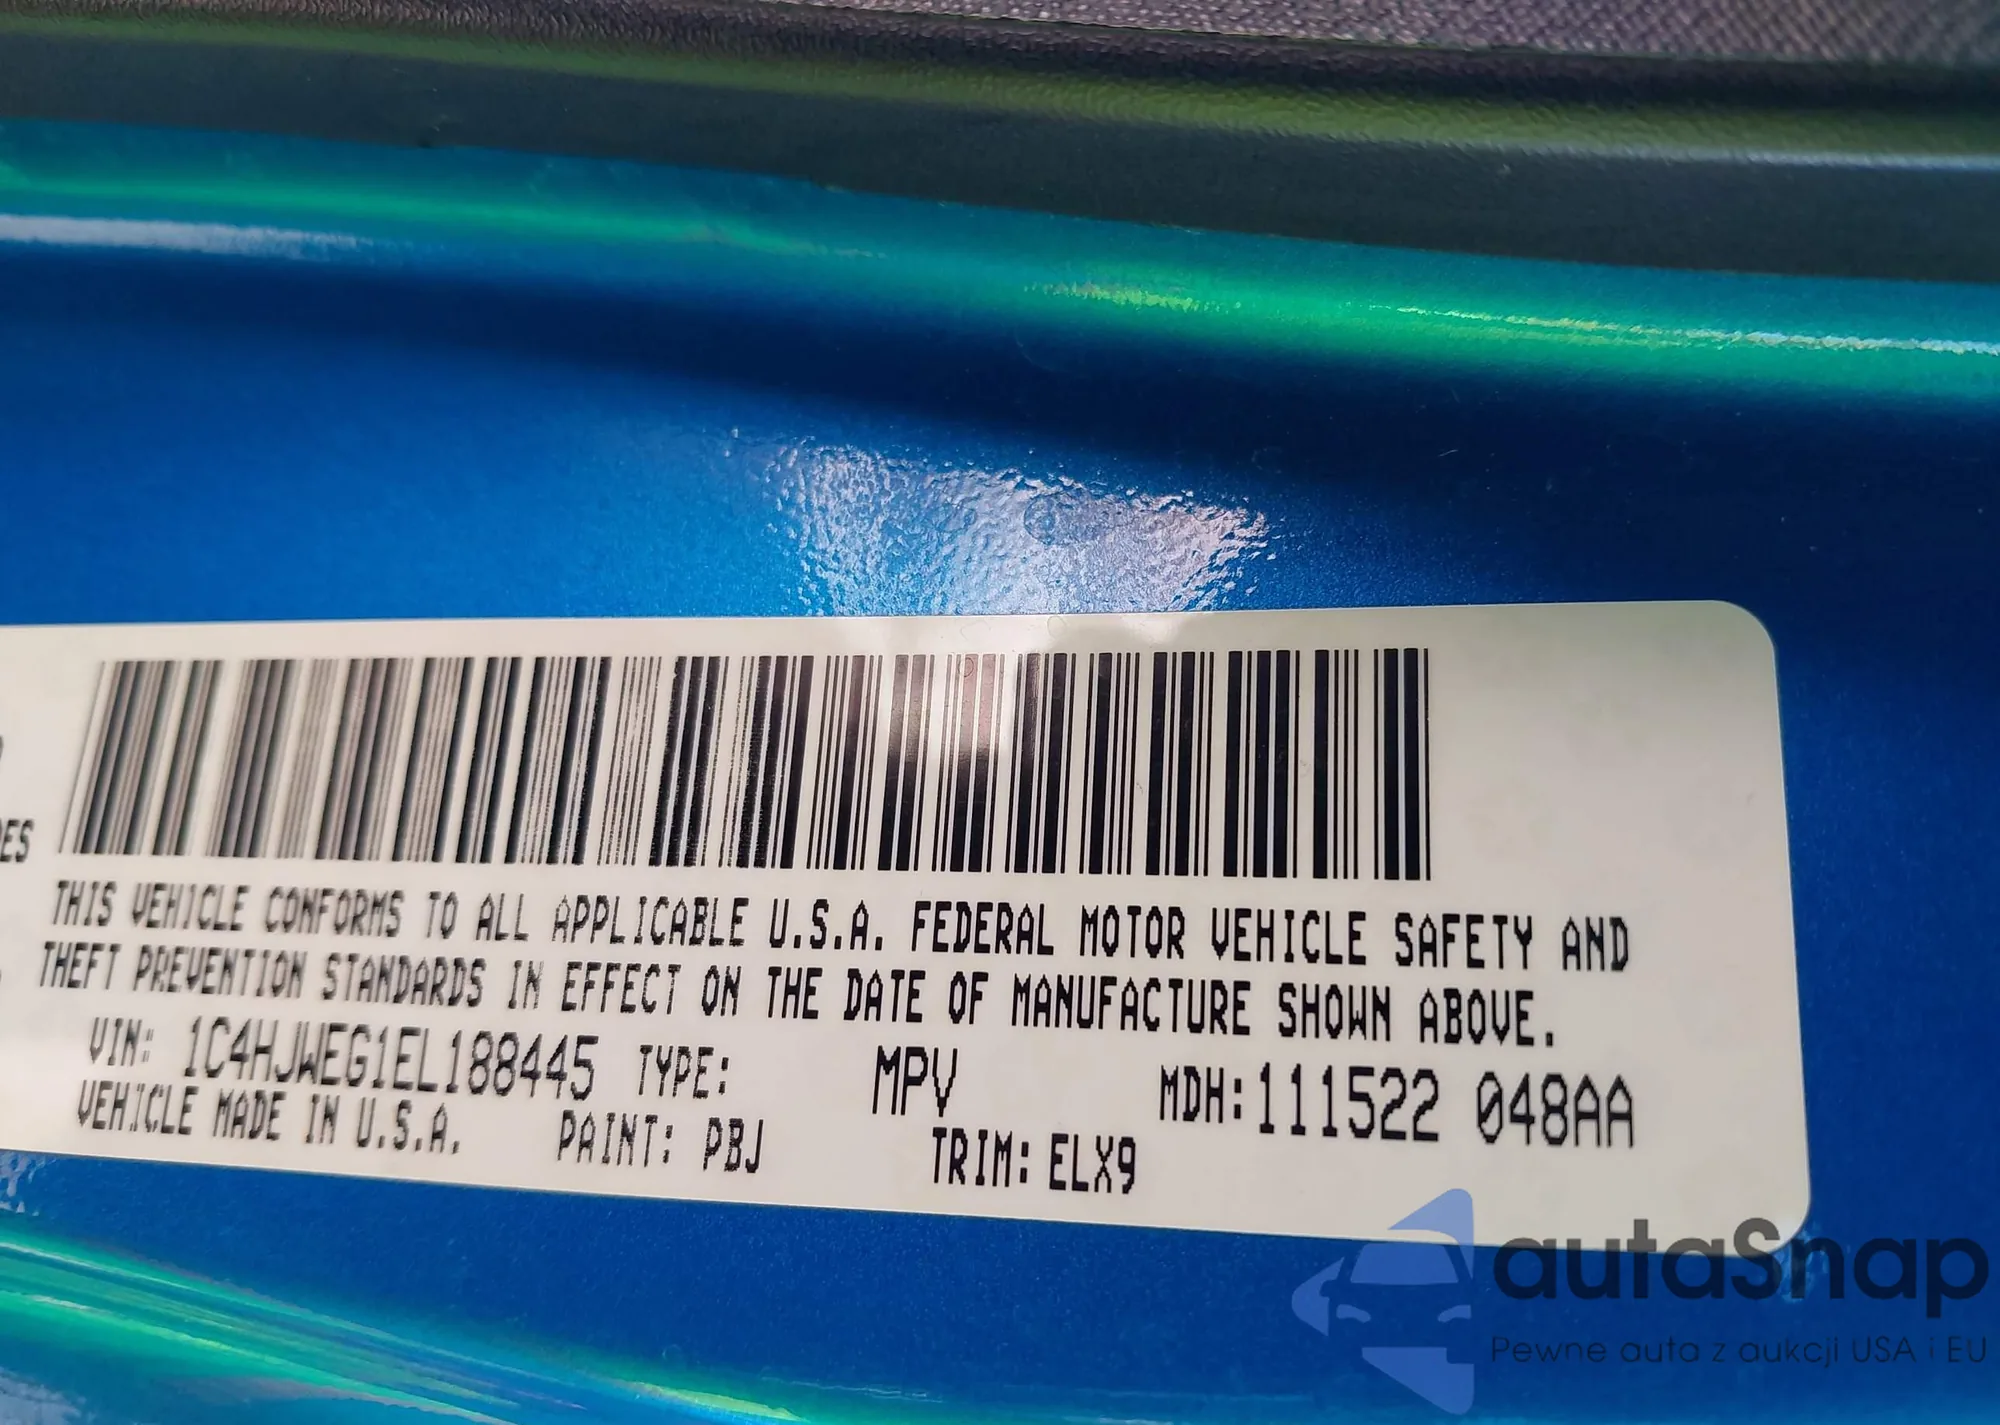 DES
THIS VEHICLE CONFORMS TO ALL APPLICABLE U.S.A. FEDERAL MOTOR VEHICLE SAFETY AND
THEFT PREVENTION STANDARDS IN EFFECT ON THE DATE OF MANUFACTURE SHOWN ABOVE.
VIN: 1C4HJWEG1EL188445 TYPE: MPV MDH:111522 048AA
VEHICLE MADE IN U.S.A. PAINT: PBJ TRIM: ELX9
autaSnap
Pewne auta z aukcji USA i EU